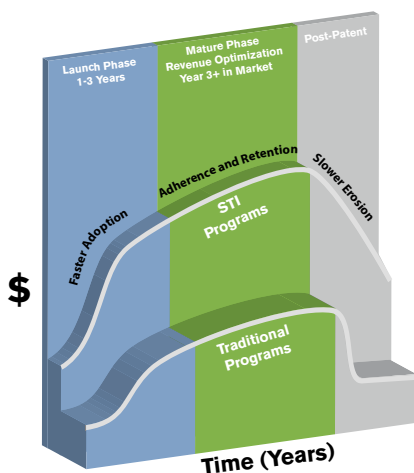 Launch Phase
1-3 Years
Mature Phase
Revenue Optimization
Year 3+ in Market
Post-Patent
Faster Adoption
Adherence and Retention
Slower Erosion
STI
Programs
$
Traditional
Programs
Time (Years)